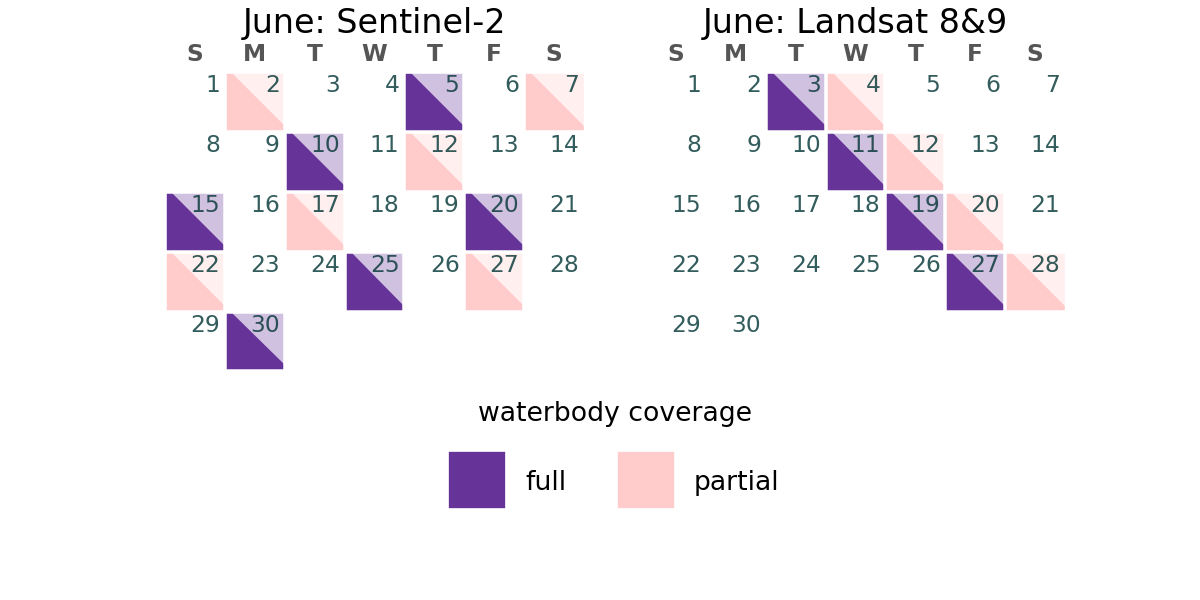 June: Sentinel-2
S M T W T F S
1 2 3 4 5 6 7
8 9 10 11 12 13 14
15 16 17 18 19 20 21
22 23 24 25 26 27 28
29 30
June: Landsat 8&9
S M T W T F S
1 2 3 4 5 6 7
8 9 10 11 12 13 14
15 16 17 18 19 20 21
22 23 24 25 26 27 28
29 30
waterbody coverage
full partial